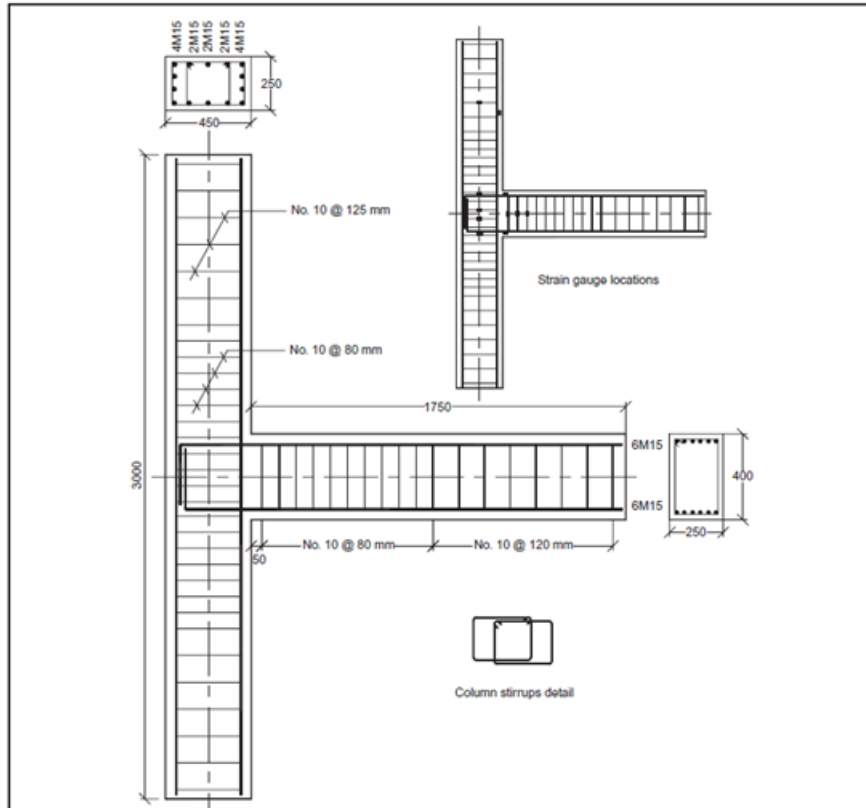 4M15
2M15
2M15
2M15
4M15
250
450
No. 10 @ 125 mm
Strain gauge locations
No. 10 @ 80 mm
1750
3000
6M15
400
6M15
250
50
No. 10 @ 80 mm
No. 10 @ 120 mm
Column stirrups detail